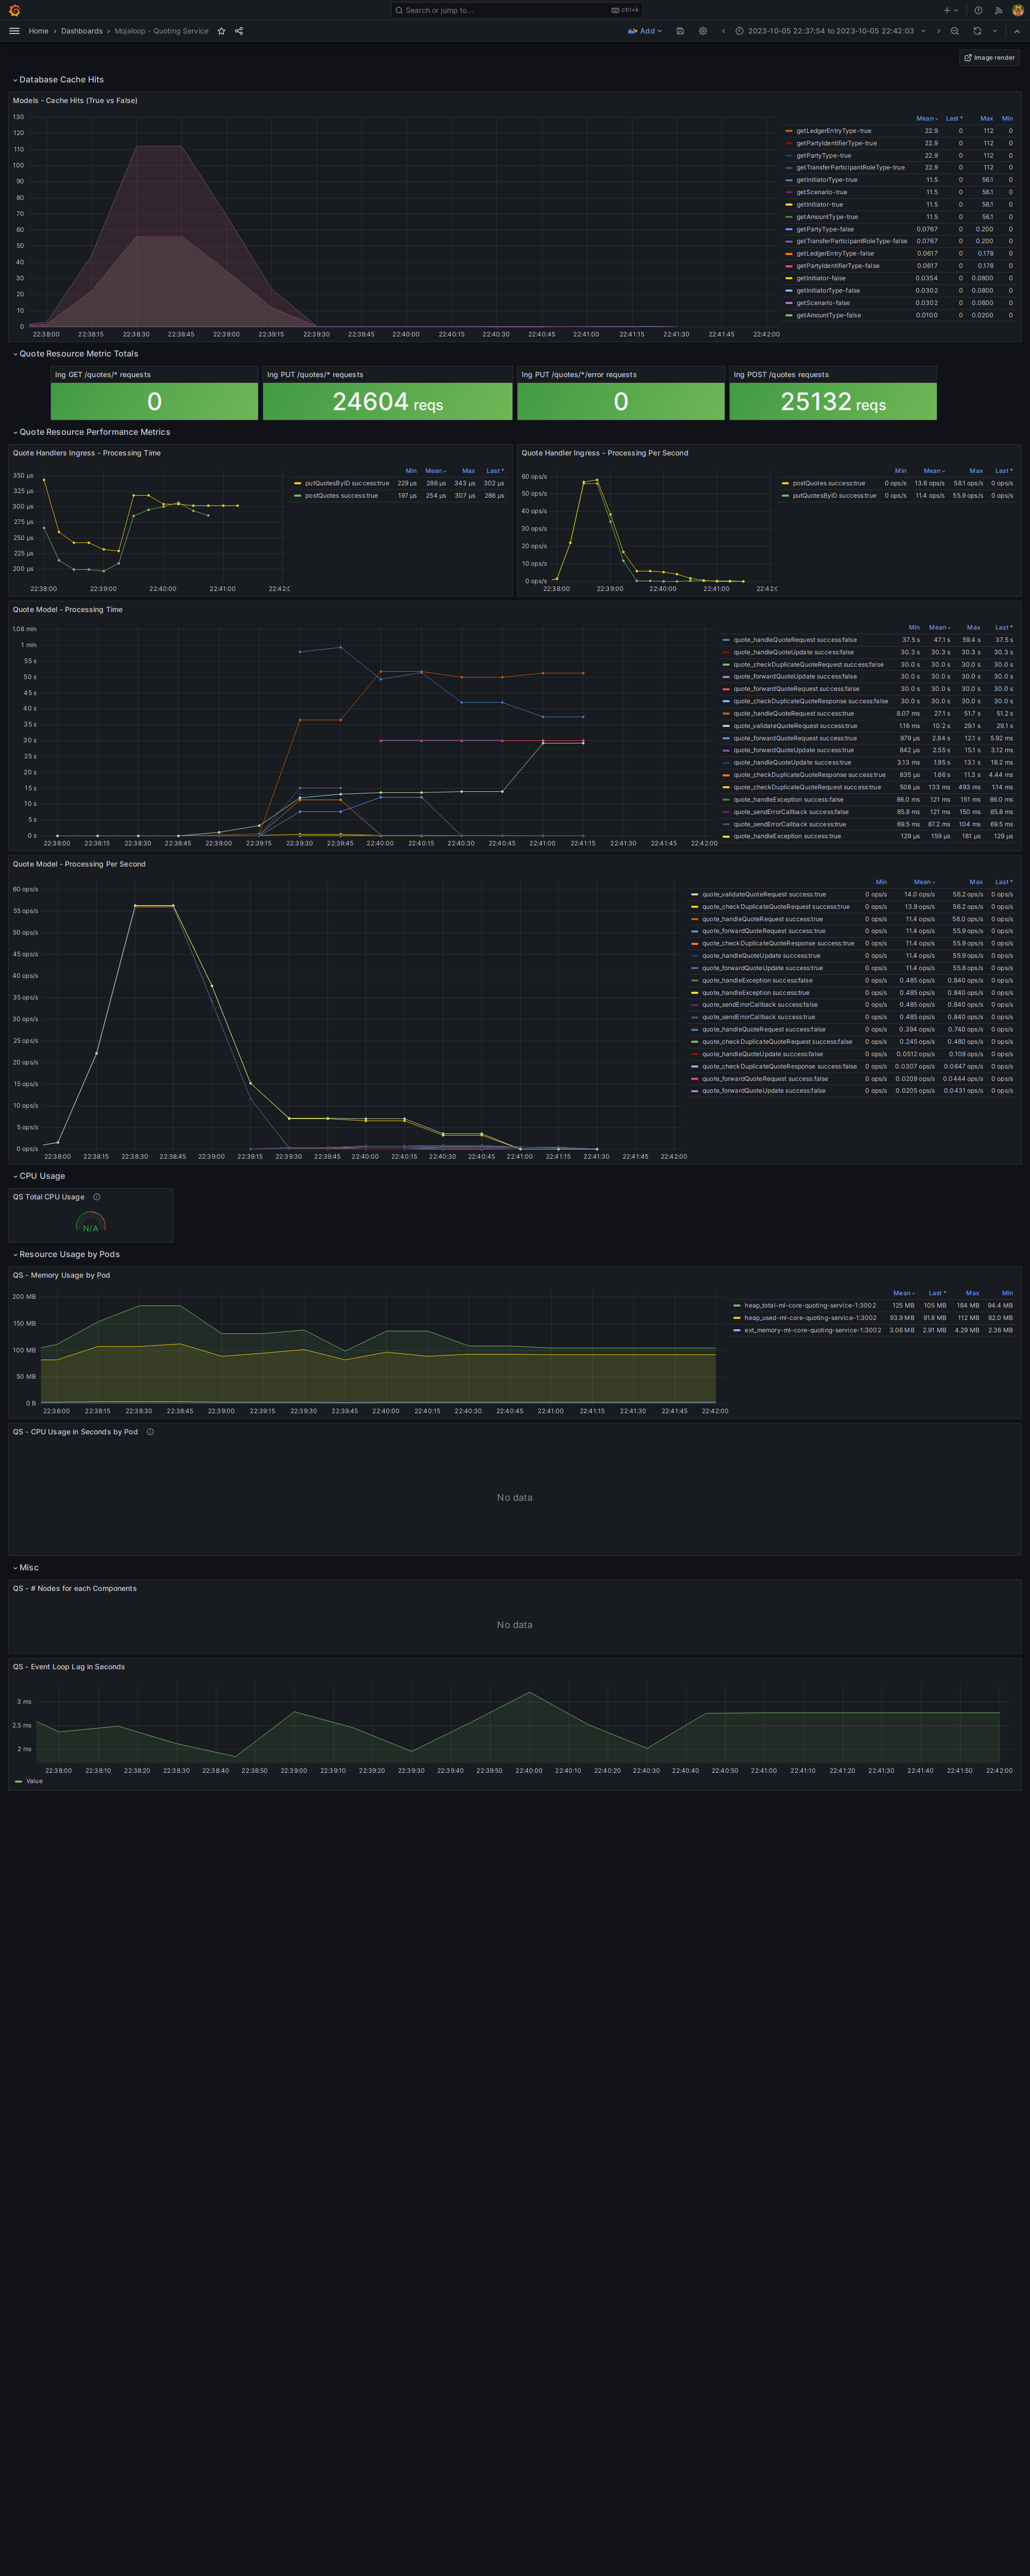 Search or jump to... ctrl+k
Home > Dashboards > Mojaloop - Quoting Service Add 2023-10-05 22:37:54 to 2023-10-05 22:42:03
Image render
Database Cache Hits
Models - Cache Hits (True vs False)
130
120
110
100
90
80
70
60
50
40
30
20
10
0
22:38:00 22:38:15 22:38:30 22:38:45 22:39:00 22:39:15 22:39:30 22:39:45 22:40:00 22:40:15 22:40:30 22:40:45 22:41:00 22:41:15 22:41:30 22:41:45 22:42:00
Mean Last * Max Min
getLedgerEntryType-true 22.9 0 112 0
getPartyIdentifierType-true 22.9 0 112 0
getPartyType-true 22.9 0 112 0
getTransferParticipantRoleType-true 22.9 0 112 0
getInitiatorType-true 11.5 0 56.1 0
getScenario-true 11.5 0 56.1 0
getInitiator-true 11.5 0 56.1 0
getAmountType-true 11.5 0 56.1 0
getPartyType-false 0.0767 0 0.200 0
getTransferParticipantRoleType-false 0.0767 0 0.200 0
getLedgerEntryType-false 0.0617 0 0.178 0
getPartyIdentifierType-false 0.0617 0 0.178 0
getInitiator-false 0.0354 0 0.0800 0
getInitiatorType-false 0.0302 0 0.0800 0
getScenario-false 0.0302 0 0.0800 0
getAmountType-false 0.0100 0 0.0200 0
Quote Resource Metric Totals
Ing GET /quotes/* requests
0
Ing PUT /quotes/* requests
24604 reqs
Ing PUT /quotes/*/error requests
0
Ing POST /quotes requests
25132 reqs
Quote Resource Performance Metrics
Quote Handlers Ingress - Processing Time
350 µs
325 µs
300 µs
275 µs
250 µs
225 µs
200 µs
22:38:00 22:39:00 22:40:00 22:41:00 22:42:0
Min Mean Max Last *
putQuotesByID success:true 229 µs 286 µs 343 µs 302 µs
postQuotes success:true 197 µs 254 µs 307 µs 286 µs
Quote Handler Ingress - Processing Per Second
60 ops/s
50 ops/s
40 ops/s
30 ops/s
20 ops/s
10 ops/s
0 ops/s
22:38:00 22:39:00 22:40:00 22:41:00 22:42:0
Min Mean Max Last *
postQuotes success:true 0 ops/s 13.6 ops/s 58.1 ops/s 0 ops/s
putQuotesByID success:true 0 ops/s 11.4 ops/s 55.9 ops/s 0 ops/s
Quote Model - Processing Time
1.08 min
1 min
55 s
50 s
45 s
40 s
35 s
30 s
25 s
20 s
15 s
10 s
5 s
0 s
22:38:00 22:38:15 22:38:30 22:38:45 22:39:00 22:39:15 22:39:30 22:39:45 22:40:00 22:40:15 22:40:30 22:40:45 22:41:00 22:41:15 22:41:30 22:41:45 22:42:00
Min Mean Max Last *
quote_handleQuoteRequest success:false 37.5 s 47.1 s 59.4 s 37.5 s
quote_handleQuoteUpdate success:false 30.3 s 30.3 s 30.3 s 30.3 s
quote_checkDuplicateQuoteRequest success:false 30.0 s 30.0 s 30.0 s 30.0 s
quote_forwardQuoteUpdate success:false 30.0 s 30.0 s 30.0 s 30.0 s
quote_forwardQuoteRequest success:false 30.0 s 30.0 s 30.0 s 30.0 s
quote_checkDuplicateQuoteResponse success:false 30.0 s 30.0 s 30.0 s 30.0 s
quote_handleQuoteRequest success:true 8.07 ms 27.1 s 51.7 s 51.2 s
quote_validateQuoteRequest success:true 1.16 ms 10.2 s 29.1 s 29.1 s
quote_forwardQuoteRequest success:true 979 µs 2.84 s 12.1 s 5.92 ms
quote_forwardQuoteUpdate success:true 842 µs 2.55 s 15.1 s 3.12 ms
quote_handleQuoteUpdate success:true 3.13 ms 1.95 s 13.1 s 18.2 ms
quote_checkDuplicateQuoteResponse success:true 835 µs 1.66 s 11.3 s 4.44 ms
quote_checkDuplicateQuoteRequest success:true 508 µs 133 ms 493 ms 1.14 ms
quote_handleException success:false 86.0 ms 121 ms 151 ms 86.0 ms
quote_sendErrorCallback success:false 85.8 ms 121 ms 150 ms 85.8 ms
quote_sendErrorCallback success:true 69.5 ms 87.2 ms 104 ms 69.5 ms
quote_handleException success:true 129 µs 159 µs 181 µs 129 µs
Quote Model - Processing Per Second
60 ops/s
55 ops/s
50 ops/s
45 ops/s
40 ops/s
35 ops/s
30 ops/s
25 ops/s
20 ops/s
15 ops/s
10 ops/s
5 ops/s
0 ops/s
22:38:00 22:38:15 22:38:30 22:38:45 22:39:00 22:39:15 22:39:30 22:39:45 22:40:00 22:40:15 22:40:30 22:40:45 22:41:00 22:41:15 22:41:30 22:41:45 22:42:00
Min Mean Max Last *
quote_validateQuoteRequest success:true 0 ops/s 14.0 ops/s 56.2 ops/s 0 ops/s
quote_checkDuplicateQuoteRequest success:true 0 ops/s 13.9 ops/s 56.2 ops/s 0 ops/s
quote_handleQuoteRequest success:true 0 ops/s 11.4 ops/s 56.0 ops/s 0 ops/s
quote_forwardQuoteRequest success:true 0 ops/s 11.4 ops/s 55.9 ops/s 0 ops/s
quote_checkDuplicateQuoteResponse success:true 0 ops/s 11.4 ops/s 55.9 ops/s 0 ops/s
quote_handleQuoteUpdate success:true 0 ops/s 11.4 ops/s 55.9 ops/s 0 ops/s
quote_forwardQuoteUpdate success:true 0 ops/s 11.4 ops/s 55.8 ops/s 0 ops/s
quote_handleException success:false 0 ops/s 0.485 ops/s 0.840 ops/s 0 ops/s
quote_handleException success:true 0 ops/s 0.485 ops/s 0.840 ops/s 0 ops/s
quote_sendErrorCallback success:false 0 ops/s 0.485 ops/s 0.840 ops/s 0 ops/s
quote_sendErrorCallback success:true 0 ops/s 0.485 ops/s 0.840 ops/s 0 ops/s
quote_handleQuoteRequest success:false 0 ops/s 0.394 ops/s 0.740 ops/s 0 ops/s
quote_checkDuplicateQuoteRequest success:false 0 ops/s 0.245 ops/s 0.480 ops/s 0 ops/s
quote_handleQuoteUpdate success:false 0 ops/s 0.0512 ops/s 0.108 ops/s 0 ops/s
quote_checkDuplicateQuoteResponse success:false 0 ops/s 0.0307 ops/s 0.0647 ops/s 0 ops/s
quote_forwardQuoteRequest success:false 0 ops/s 0.0209 ops/s 0.0444 ops/s 0 ops/s
quote_forwardQuoteUpdate success:false 0 ops/s 0.0205 ops/s 0.0431 ops/s 0 ops/s
CPU Usage
QS Total CPU Usage
N/A
Resource Usage by Pods
QS - Memory Usage by Pod
200 MB
150 MB
100 MB
50 MB
0 B
22:38:00 22:38:15 22:38:30 22:38:45 22:39:00 22:39:15 22:39:30 22:39:45 22:40:00 22:40:15 22:40:30 22:40:45 22:41:00 22:41:15 22:41:30 22:41:45 22:42:00
Mean Last * Max Min
heap_total-ml-core-quoting-service-1:3002 125 MB 105 MB 184 MB 94.4 MB
heap_used-ml-core-quoting-service-1:3002 93.9 MB 91.8 MB 112 MB 82.0 MB
ext_memory-ml-core-quoting-service-1:3002 3.06 MB 2.91 MB 4.29 MB 2.36 MB
QS - CPU Usage in Seconds by Pod
No data
Misc
QS - # Nodes for each Components
No data
QS - Event Loop Lag in Seconds
3 ms
2.5 ms
2 ms
22:38:00 22:38:10 22:38:20 22:38:30 22:38:40 22:38:50 22:39:00 22:39:10 22:39:20 22:39:30 22:39:40 22:39:50 22:40:00 22:40:10 22:40:20 22:40:30 22:40:40 22:40:50 22:41:00 22:41:10 22:41:20 22:41:30 22:41:40 22:41:50 22:42:00
Value